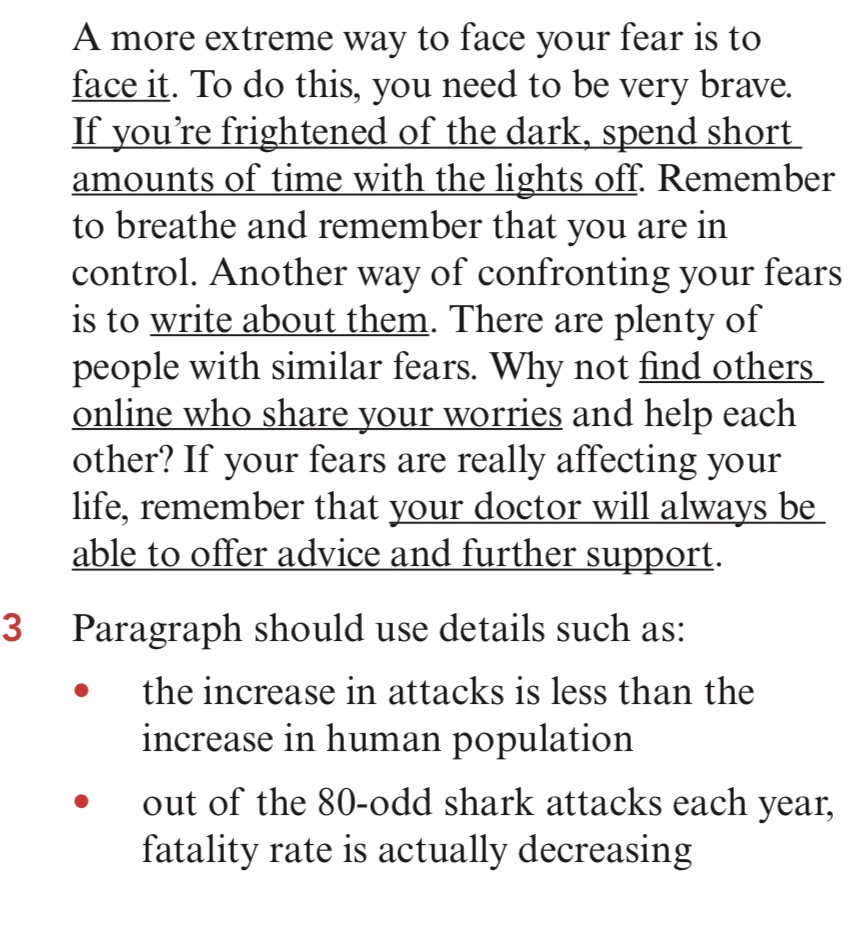 A more extreme way to face your fear is to
face it. To do this, you need to be very brave.
If you’re frightened of the dark, spend short
amounts of time with the lights off. Remember
to breathe and remember that you are in
control. Another way of confronting your fears
is to write about them. There are plenty of
people with similar fears. Why not find others
online who share your worries and help each
other? If your fears are really affecting your
life, remember that your doctor will always be
able to offer advice and further support.
3 Paragraph should use details such as:
• the increase in attacks is less than the
increase in human population
• out of the 80-odd shark attacks each year,
fatality rate is actually decreasing